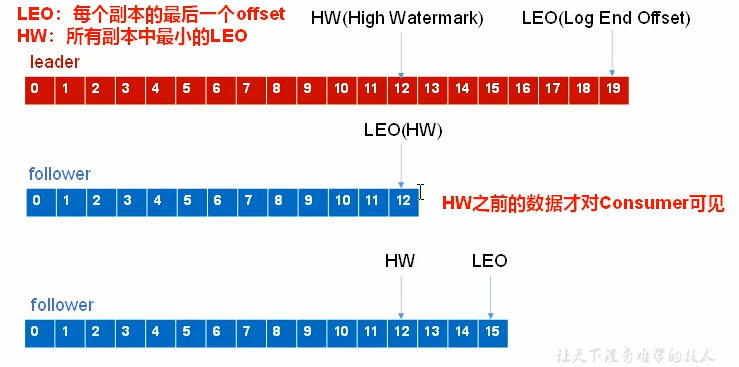 LEO：每个副本的最后一个offset
HW：所有副本中最小的LEO
HW(High Watermark)
LEO(Log End Offset)
leader
0 1 2 3 4 5 6 7 8 9 10 11 12 13 14 15 16 17 18 19
LEO(HW)
follower
0 1 2 3 4 5 6 7 8 9 10 11 12
HW之前的数据才对Consumer可见
HW
LEO
follower
0 1 2 3 4 5 6 7 8 9 10 11 12 13 14 15
让天下没有难学的技术